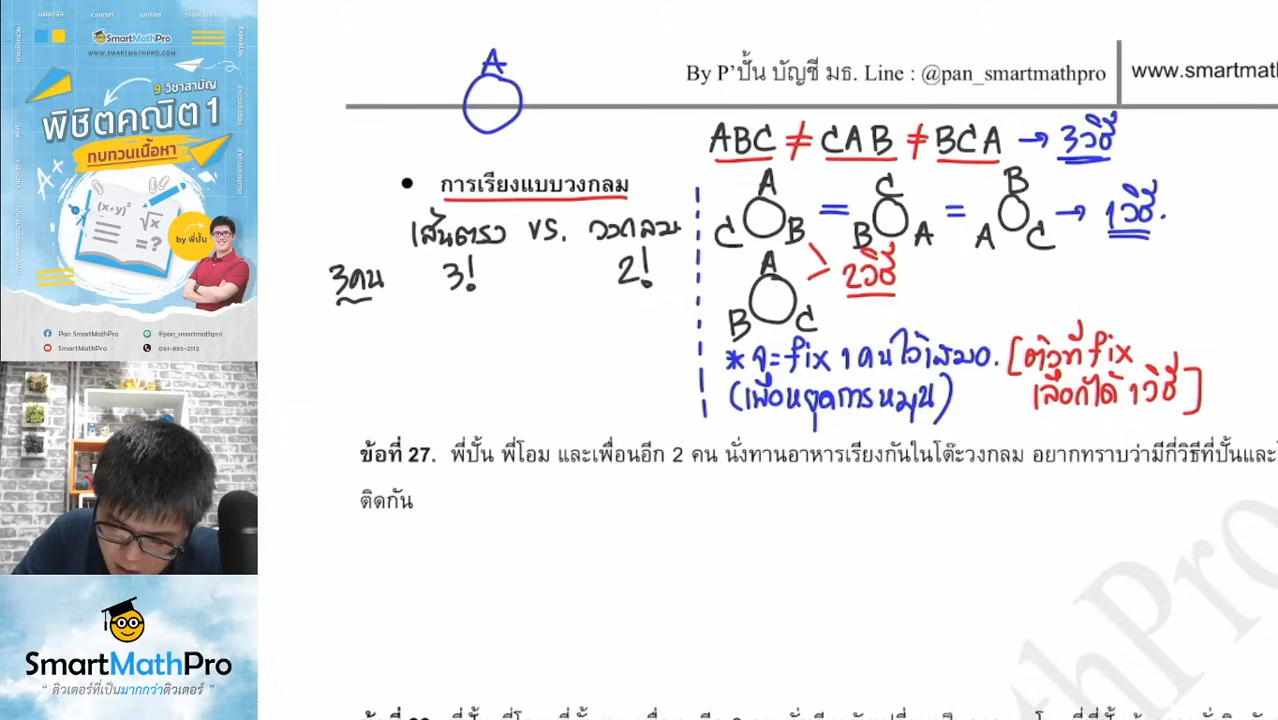 SmartMathPro
WWW.SMARTMATHPRO.COM
9 วิชาสามัญ
พิชิตคณิต 1
ทบทวนเนื้อหา
A+
(x+y)²
√x
=?
by พี่ปั้น
Pan SmartMathPro
@pan_smartmathpro
SmartMathPro
061-835-2112
SmartMathPro
“ ติวเตอร์ที่เป็นมากกว่าติวเตอร์ ”
A
By P'ปั้น บัญชี มธ. Line : @pan_smartmathpro
www.smartmath
ABC ≠ CAB ≠ BCA → 3วิธี
• การเรียงแบบวงกลม
เส้นตรง VS. วงกลม
3คน 3! 2!
A C B = C B A = B A C → 1วิธี.
A B C
2วิธี
* จะ fix 1 คนไว้เสมอ. [ตัวที่ fix
(เพื่อหยุดการหมุน) เลือกได้ 1วิธี]
ข้อที่ 27. พี่ปั้น พี่โอม และเพื่อนอีก 2 คน นั่งทานอาหารเรียงกันในโต๊ะวงกลม อยากทราบว่ามีกี่วิธีที่ปั้นและ
ติดกัน
MathPro